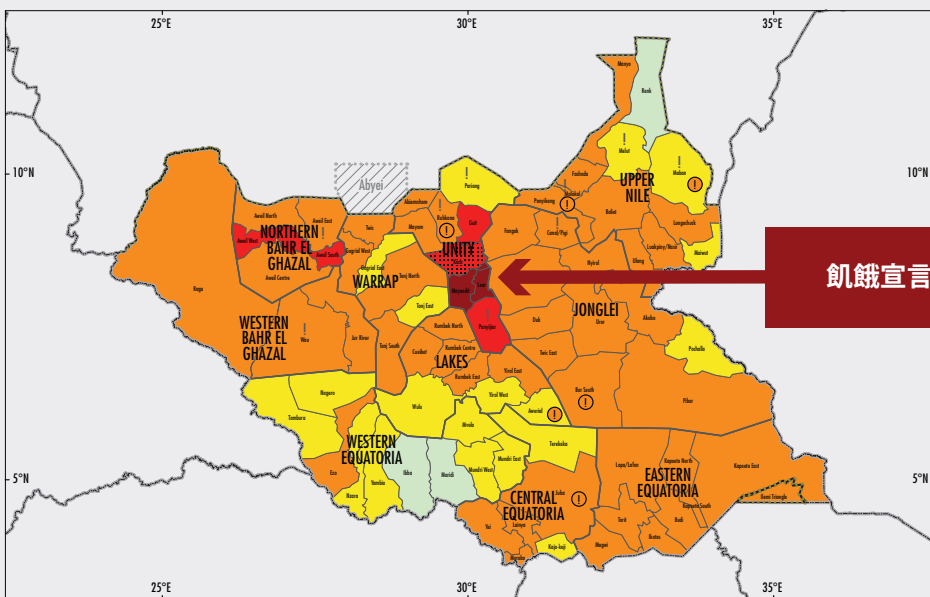 25°E
30°E
35°E
10°N
10°N
5°N
5°N
25°E
30°E
35°E
Manyo
Renk
Melut
Maban
Fashoda
Malakal
Panyikang
UPPER
NILE
Baliet
Longochuk
Luakpiny/Nasir
Maiwut
Ulang
Abyei
Pariang
Abiemnhom
Rubkona
Guit
Mayom
UNITY
Mayendit
Leer
Panyijiar
Fangak
Canal/Pigi
Nyirol
Uror
Akobo
JONGLEI
Duk
Twic East
Pochalla
Bor South
Pibor
Aweil North
Aweil East
Aweil West
Aweil South
Aweil Centre
NORTHERN
BAHR EL
GHAZAL
Twic
Gogrial West
Gogrial East
WARRAP
Tonj North
Tonj East
Tonj South
Raga
WESTERN
BAHR EL
GHAZAL
Wau
Jur River
Rumbek North
Cueibet
Rumbek Centre
LAKES
Rumbek East
Yirol East
Yirol West
Wulu
Awerial
Nagero
Tambura
Ezo
WESTERN
EQUATORIA
Nzara
Yambio
Ibba
Maridi
Mvolo
Mundri West
Mundri East
Terekeka
CENTRAL
EQUATORIA
Juba
Yei
Lainya
Morobo
Kajo-keji
Lopa/Lafon
Kapoeta North
Kapoeta East
EASTERN
EQUATORIA
Kapoeta South
Torit
Budi
Ikotos
Magwi
Ilemi Triangle
飢餓宣言